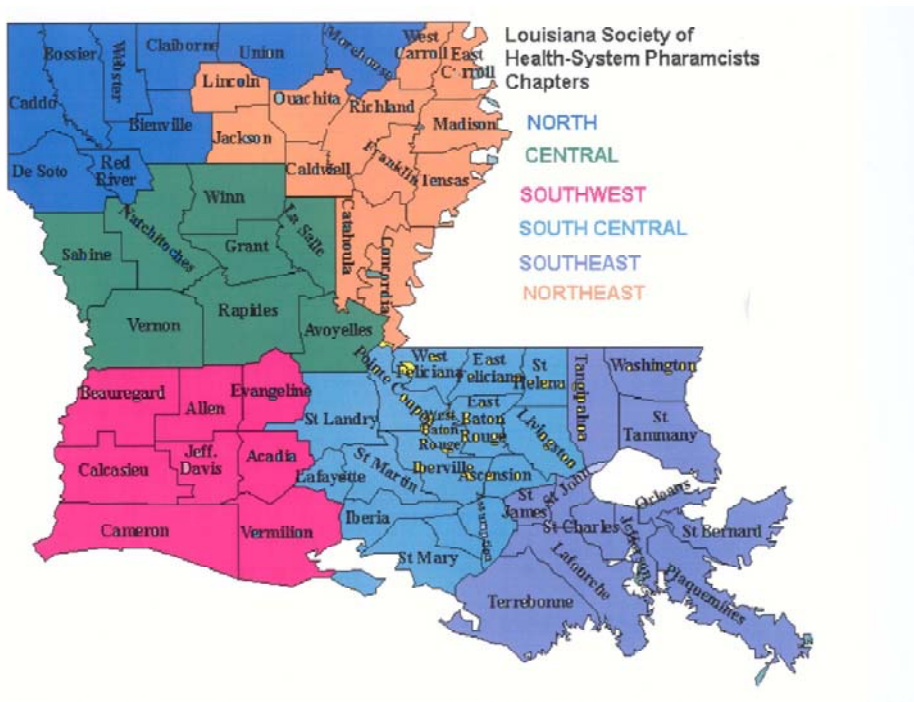 Louisiana Society of
Health-System Pharamcists
Chapters
NORTH
CENTRAL
SOUTHWEST
SOUTH CENTRAL
SOUTHEAST
NORTHEAST
Caddo
Bossier
Webster
Claiborne
Union
Morehouse
West
Carroll
East
Carroll
Lincoln
Ouachita
Richland
Madison
Bienville
Jackson
Caldwell
Franklin
Tensas
De Soto
Red
River
Winn
Natchitoches
Sabine
Grant
La Salle
Catahoula
Concordia
Vernon
Rapides
Avoyelles
Beauregard
Allen
Evangeline
Calcasieu
Jeff.
Davis
Acadia
Cameron
Vermilion
St Landry
Pointe Coupee
West
Feliciana
East
Feliciana
St
Helena
Tangipahoa
Washington
West
Baton
Rouge
East
Baton
Rouge
Livingston
St
Tammany
Lafayette
St Martin
Iberville
Ascension
Iberia
St Mary
Assumption
St
James
St John
St Charles
Orleans
Jefferson
St Bernard
Lafourche
Plaquemines
Terrebonne